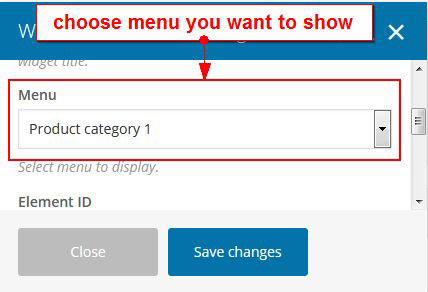 choose menu you want to show
widget title.
Menu
Product category 1
Select menu to display.
Element ID
Close
Save changes